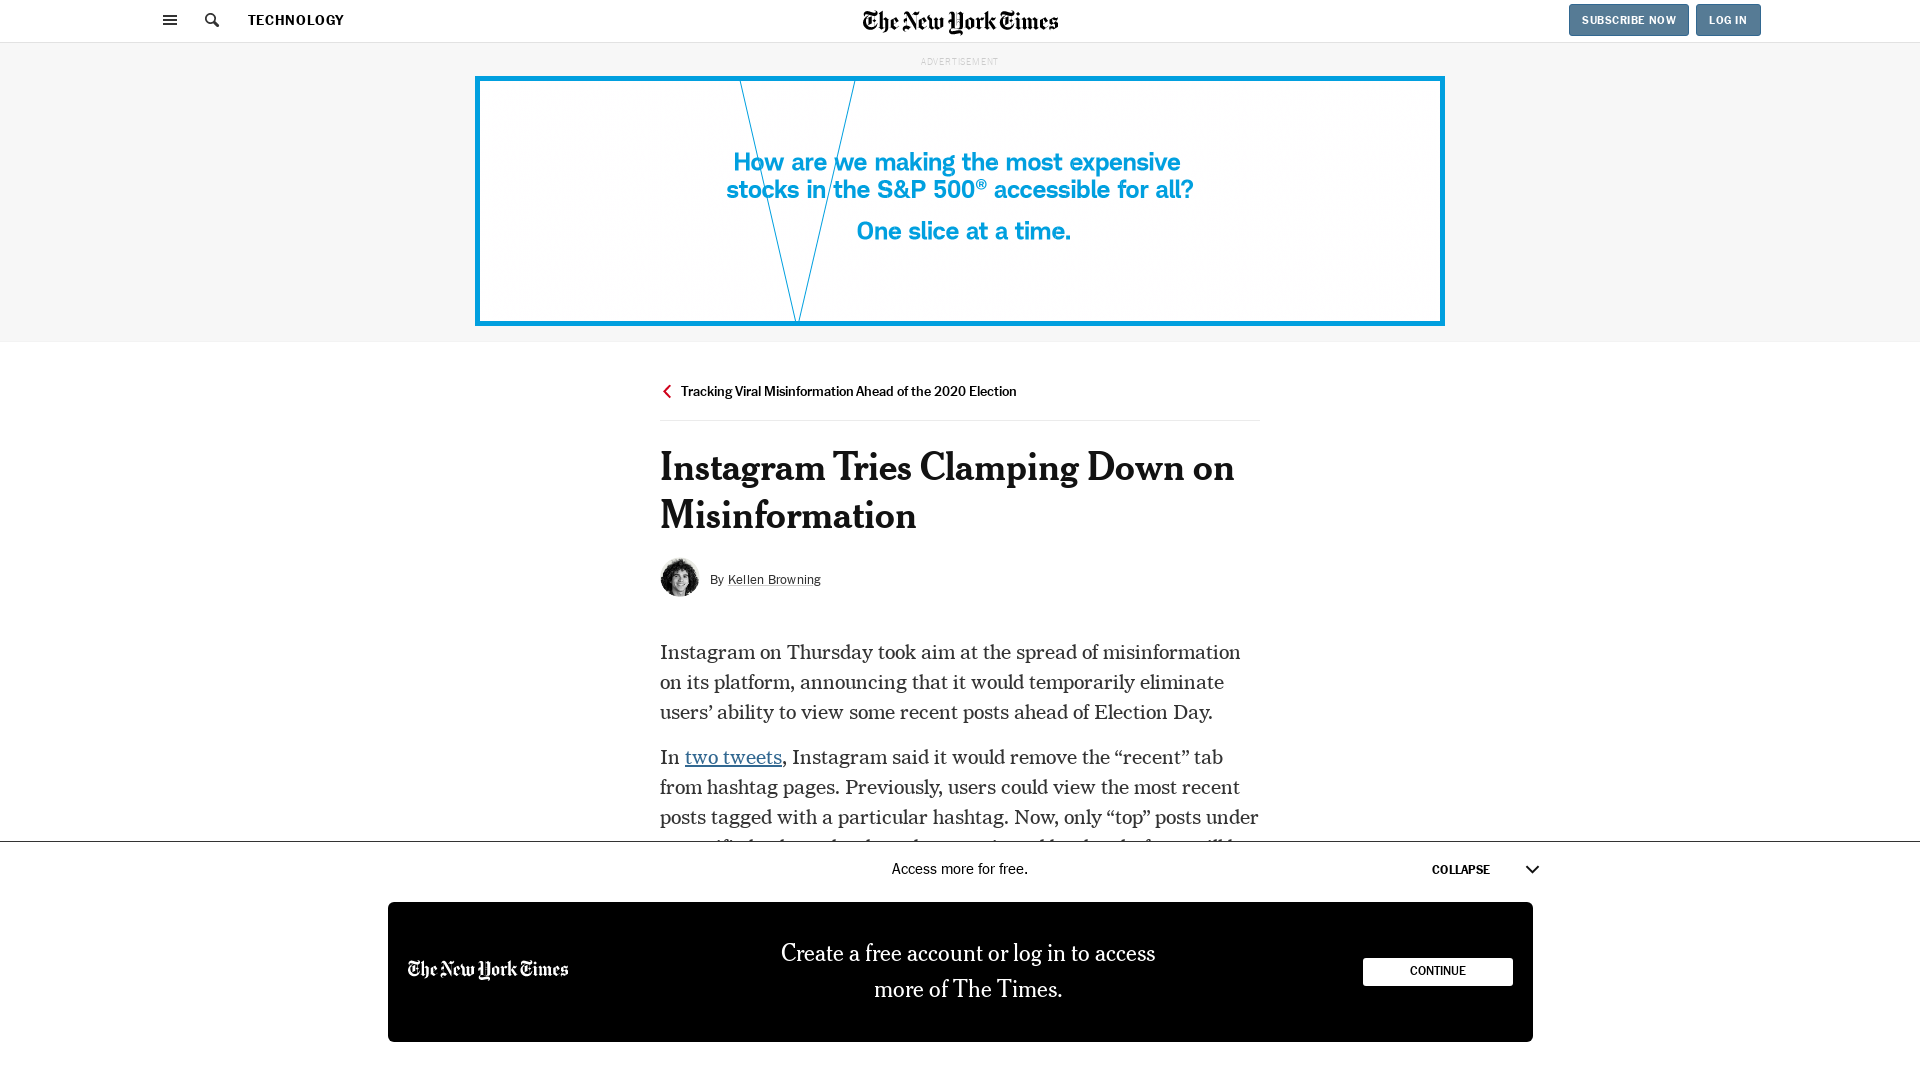 TECHNOLOGY
The New York Times
SUBSCRIBE NOW
LOG IN
ADVERTISEMENT
How are we making the most expensive
stocks in the S&P 500® accessible for all?
One slice at a time.
Tracking Viral Misinformation Ahead of the 2020 Election
Instagram Tries Clamping Down on
Misinformation
By Kellen Browning
Instagram on Thursday took aim at the spread of misinformation
on its platform, announcing that it would temporarily eliminate
users’ ability to view some recent posts ahead of Election Day.
In two tweets, Instagram said it would remove the “recent” tab
from hashtag pages. Previously, users could view the most recent
posts tagged with a particular hashtag. Now, only “top” posts under
Access more for free.
COLLAPSE
The New York Times
Create a free account or log in to access
more of The Times.
CONTINUE